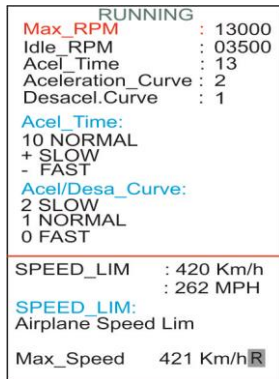 RUNNING
Max_RPM : 13000
Idle_RPM : 03500
Acel_Time : 13
Aceleration_Curve : 2
Desacel.Curve : 1
Acel_Time:
10 NORMAL
+ SLOW
- FAST
Acel/Desa_Curve:
2 SLOW
1 NORMAL
0 FAST
SPEED_LIM : 420 Km/h
: 262 MPH
SPEED_LIM:
Airplane Speed Lim
Max_Speed 421 Km/h R